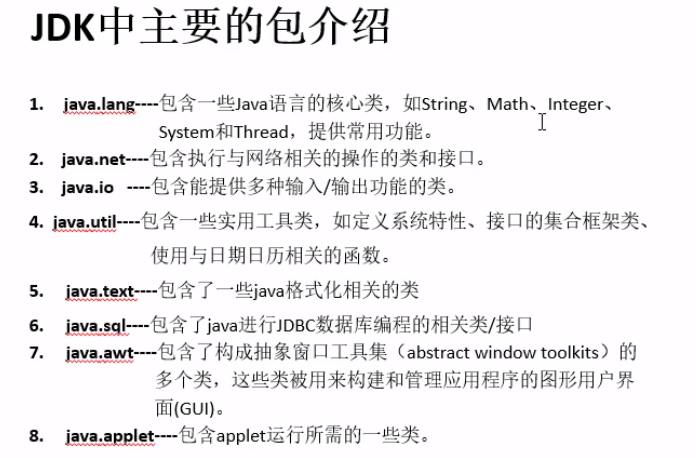 JDK中主要的包介绍
1. java.lang----包含一些Java语言的核心类，如String、Math、Integer、
System和Thread，提供常用功能。
2. java.net----包含执行与网络相关的操作的类和接口。
3. java.io ----包含能提供多种输入/输出功能的类。
4. java.util----包含一些实用工具类，如定义系统特性、接口的集合框架类、
使用与日期日历相关的函数。
5. java.text----包含了一些java格式化相关的类
6. java.sql----包含了java进行JDBC数据库编程的相关类/接口
7. java.awt----包含了构成抽象窗口工具集（abstract window toolkits）的
多个类，这些类被用来构建和管理应用程序的图形用户界
面(GUI)。
8. java.applet----包含applet运行所需的一些类。